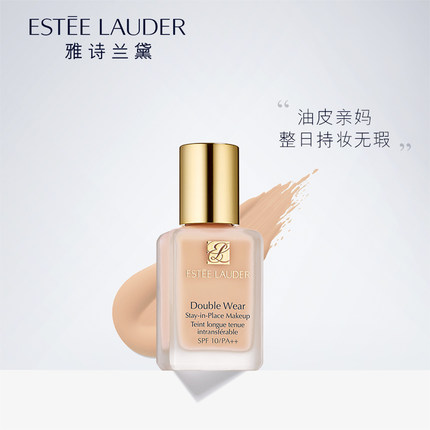 ESTĒE LAUDER
雅诗兰黛
“油皮亲妈
整日持妆无瑕”
ESTĒE LAUDER
Double Wear
Stay-in-Place Makeup
Teint longue tenue
intransférable
SPF 10/PA++